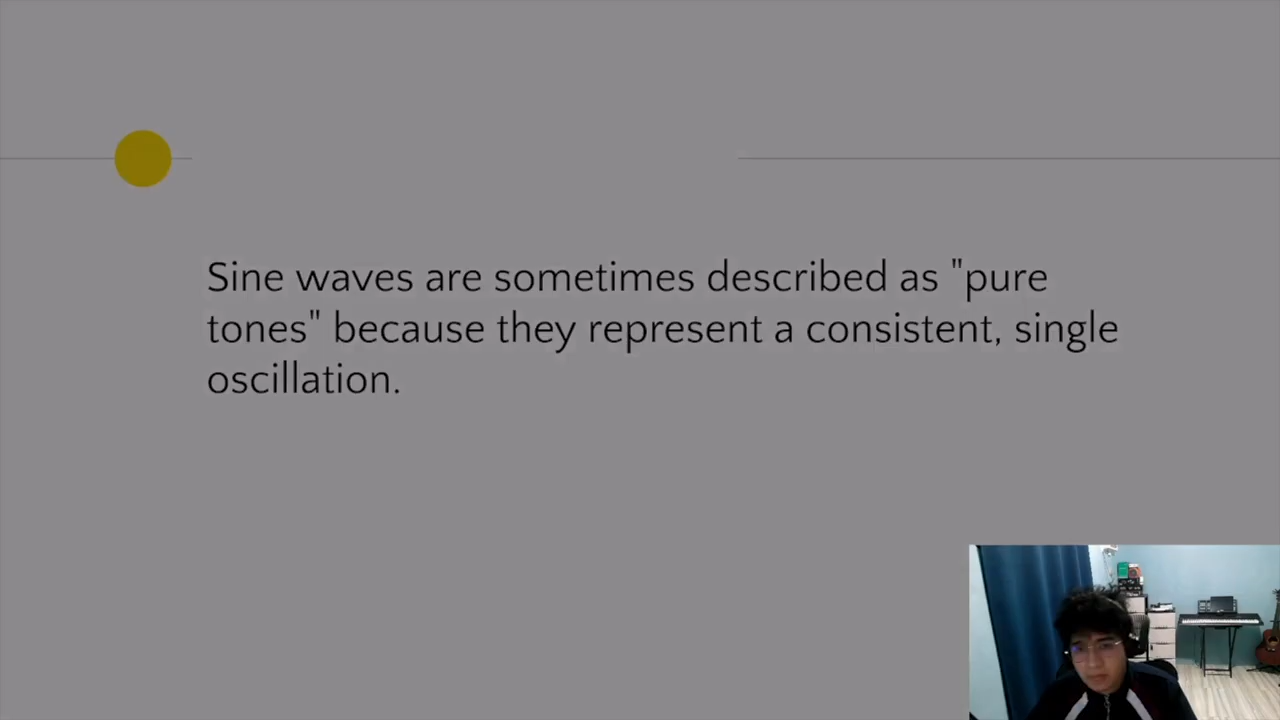 Sine waves are sometimes described as "pure
tones" because they represent a consistent, single
oscillation.